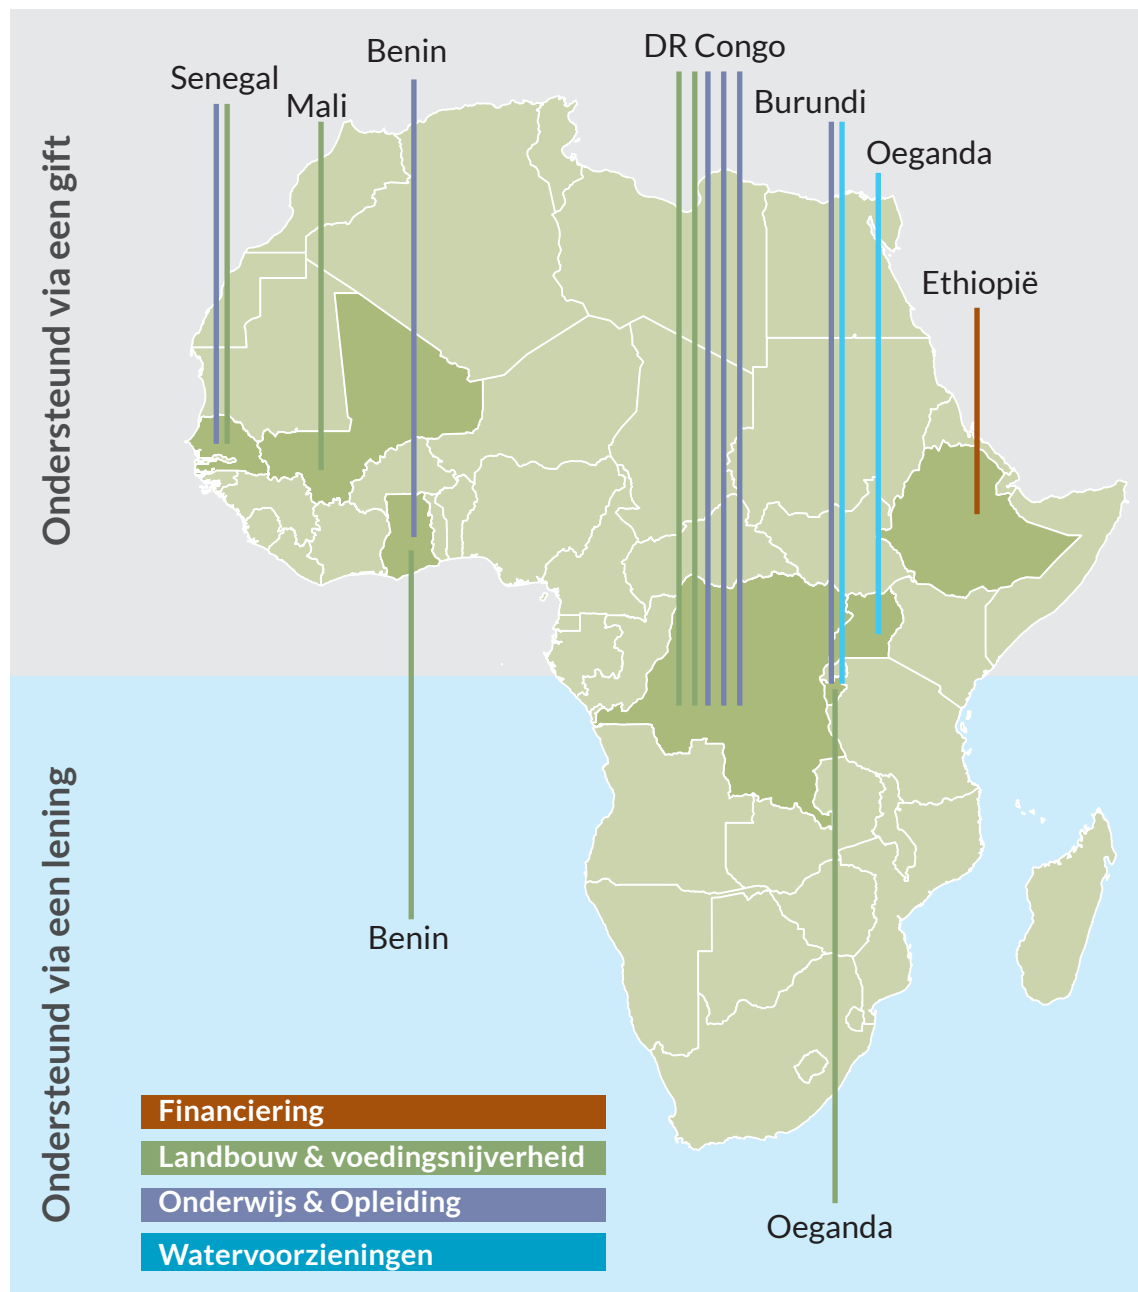 Benin
DR Congo
Senegal
Mali
Burundi
Oeganda
Ethiopië
Ondersteund via een gift
Ondersteund via een lening
Benin
Financiering
Landbouw & voedingsnijverheid
Onderwijs & Opleiding
Watervoorzieningen
Oeganda